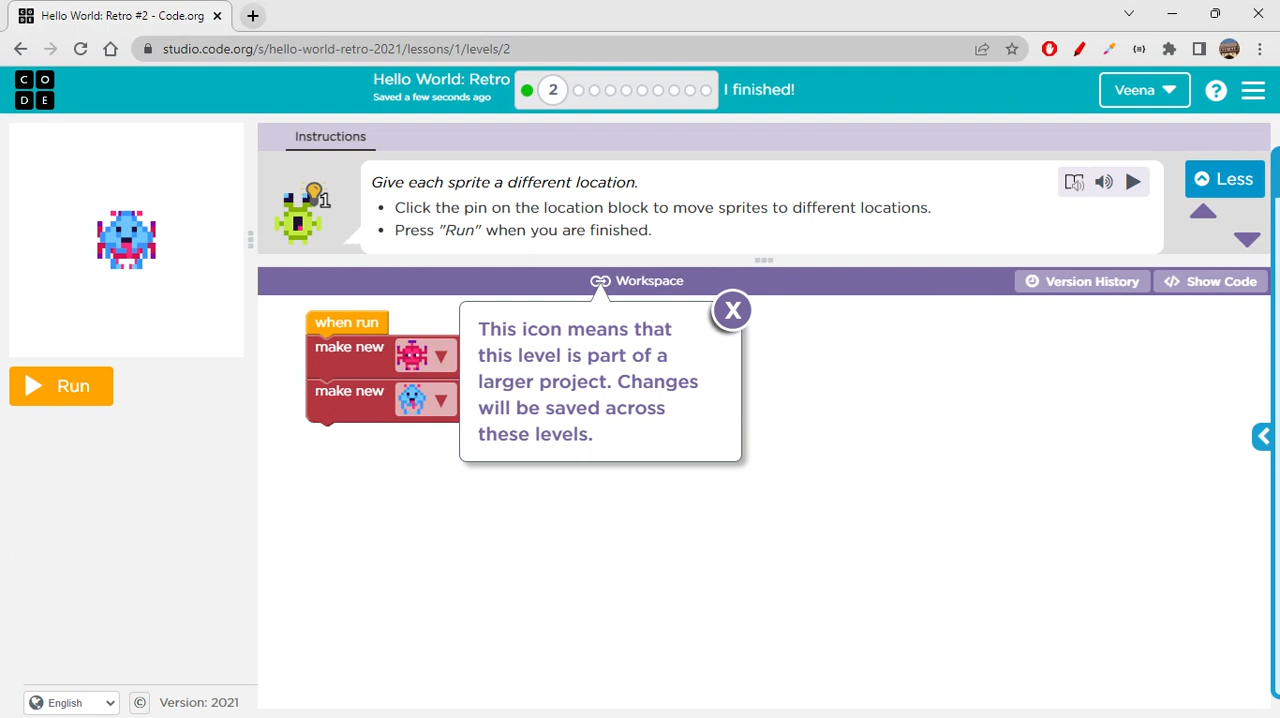 Hello World: Retro #2 - Code.org
studio.code.org/s/hello-world-retro-2021/lessons/1/levels/2
C O
D E
Hello World: Retro
Saved a few seconds ago
2
I finished!
Veena
?
Instructions
1
Give each sprite a different location.
• Click the pin on the location block to move sprites to different locations.
• Press "Run" when you are finished.
Less
Workspace
Version History
Show Code
when run
make new
make new
X
This icon means that
this level is part of a
larger project. Changes
will be saved across
these levels.
Run
English
©
Version: 2021